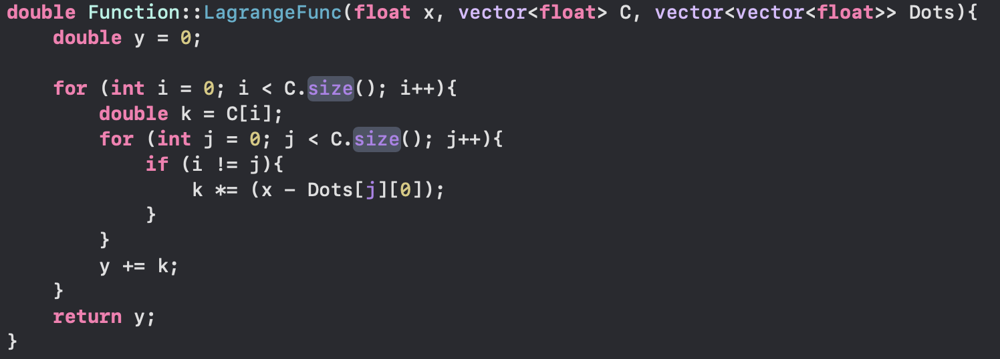 double Function::LagrangeFunc(float x, vector<float> C, vector<vector<float>> Dots){
    double y = 0;

    for (int i = 0; i < C.size(); i++){
        double k = C[i];
        for (int j = 0; j < C.size(); j++){
            if (i != j){
                k *= (x - Dots[j][0]);
            }
        }
        y += k;
    }
    return y;
}